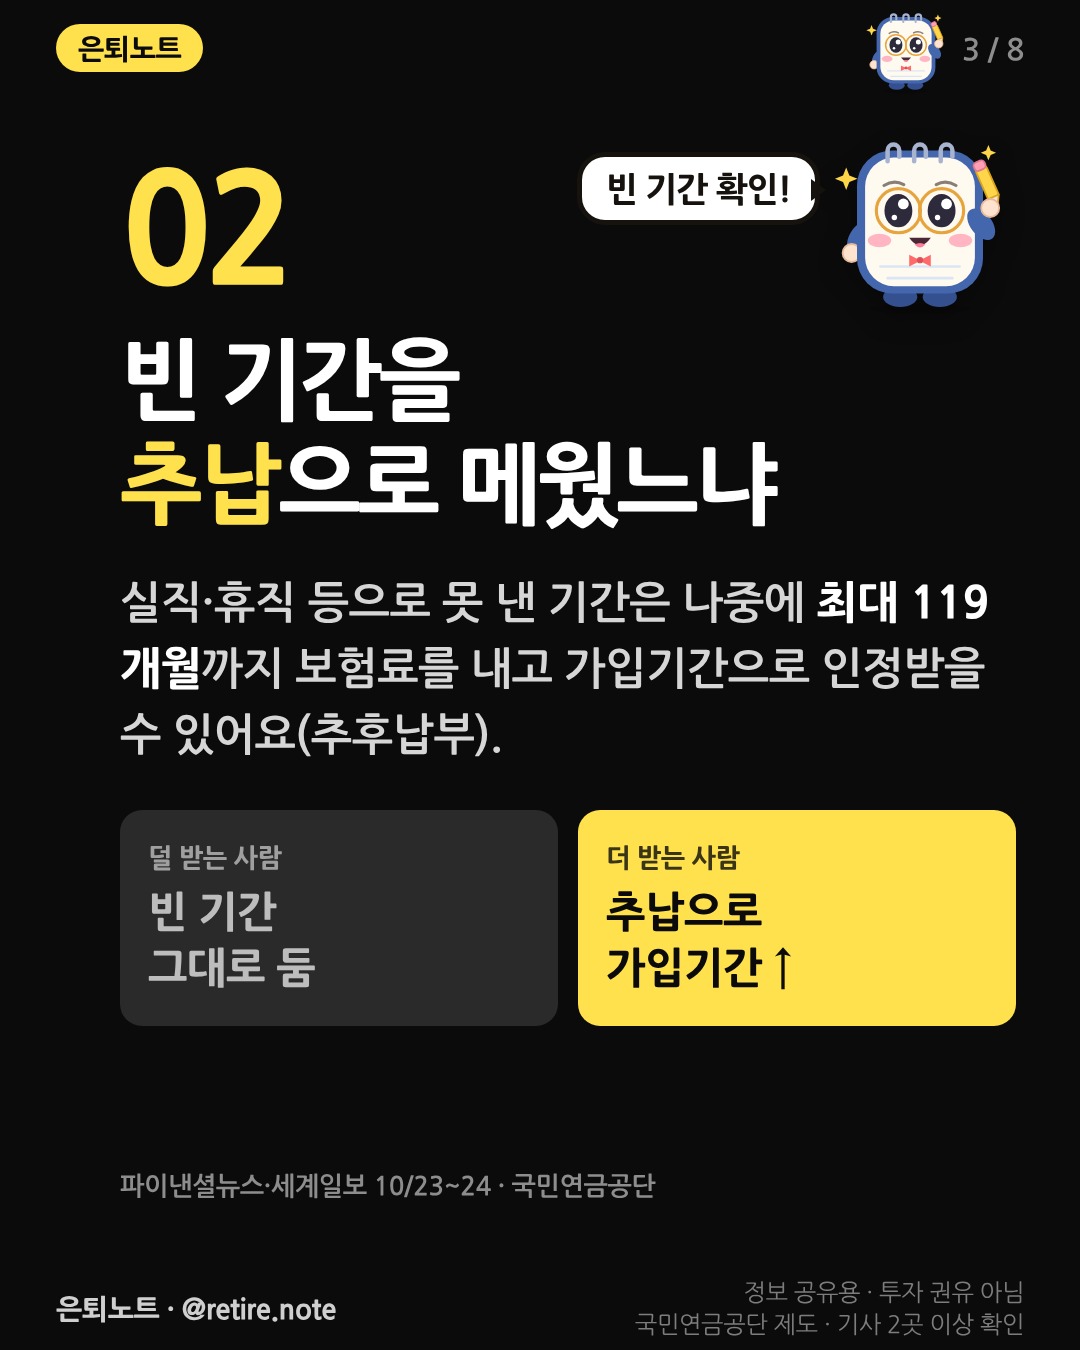 은퇴노트
3 / 8
02
빈 기간 확인!
빈 기간을
추납으로 메웠느냐
실직·휴직 등으로 못 낸 기간은 나중에 최대 119
개월까지 보험료를 내고 가입기간으로 인정받을
수 있어요(추후납부).
덜 받는 사람
빈 기간
그대로 둠
더 받는 사람
추납으로
가입기간 ↑
파이낸셜뉴스·세계일보 10/23~24 · 국민연금공단
은퇴노트 · @retire.note
정보 공유용 · 투자 권유 아님
국민연금공단 제도 · 기사 2곳 이상 확인